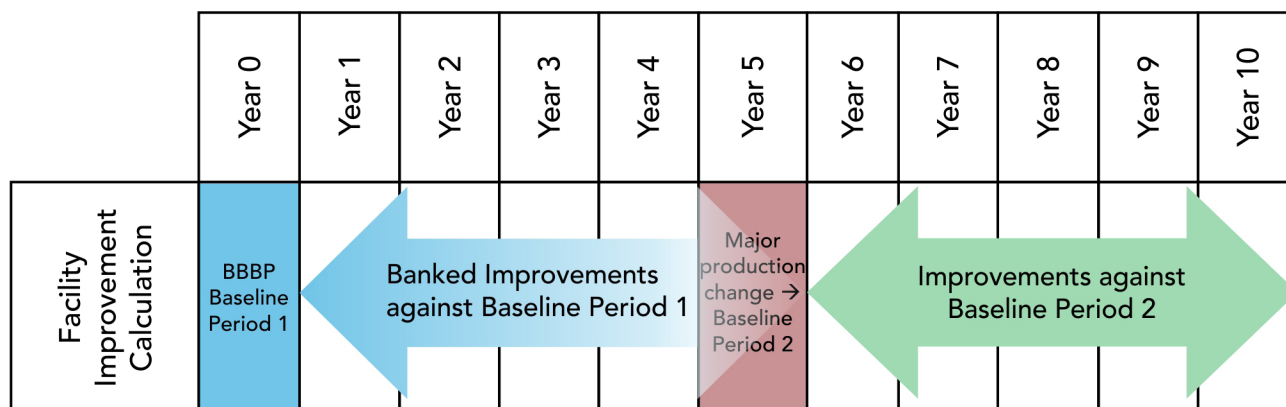 Year 0
Year 1
Year 2
Year 3
Year 4
Year 5
Year 6
Year 7
Year 8
Year 9
Year 10
Facility
Improvement
Calculation
BBBP
Baseline
Period 1
Banked Improvements
against Baseline Period 1
Major
production
change →
Baseline
Period 2
Improvements against
Baseline Period 2